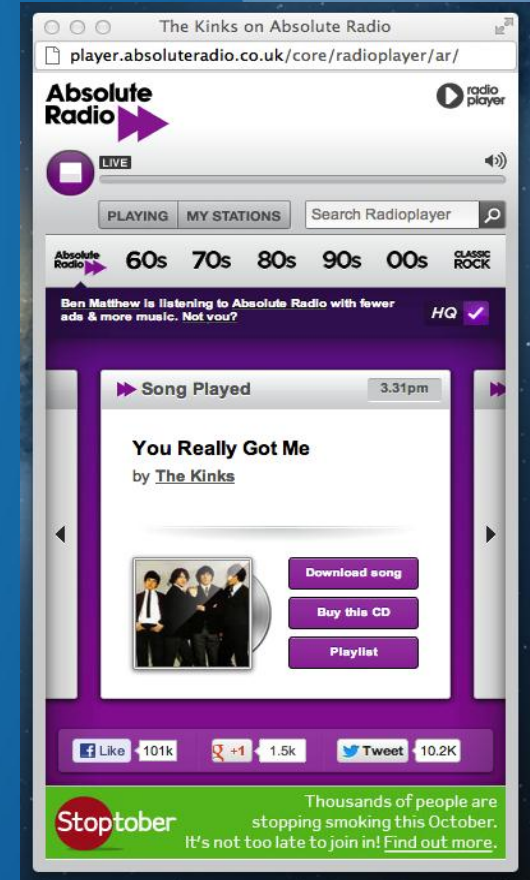 The Kinks on Absolute Radio
player.absoluteradio.co.uk/core/radioplayer/ar/
Absolute
Radio
radio
player
LIVE
PLAYING MY STATIONS Search Radioplayer
Absolute
Radio 60s 70s 80s 90s 00s CLASSIC
ROCK
Ben Matthew is listening to Absolute Radio with fewer
ads & more music. Not you?
HQ
Song Played 3.31pm
You Really Got Me
by The Kinks
Download song
Buy this CD
Playlist
Like 101k +1 1.5k Tweet 10.2K
Stoptober
Thousands of people are
stopping smoking this October.
It's not too late to join in! Find out more.